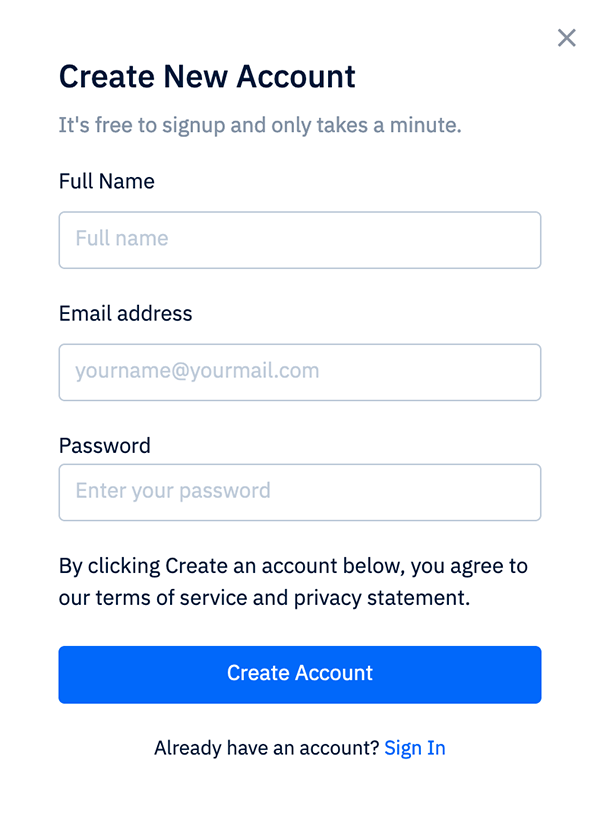 Create New Account
It's free to signup and only takes a minute.
Full Name
Full name
Email address
yourname@yourmail.com
Password
Enter your password
By clicking Create an account below, you agree to
our terms of service and privacy statement.
Create Account
Already have an account? Sign In